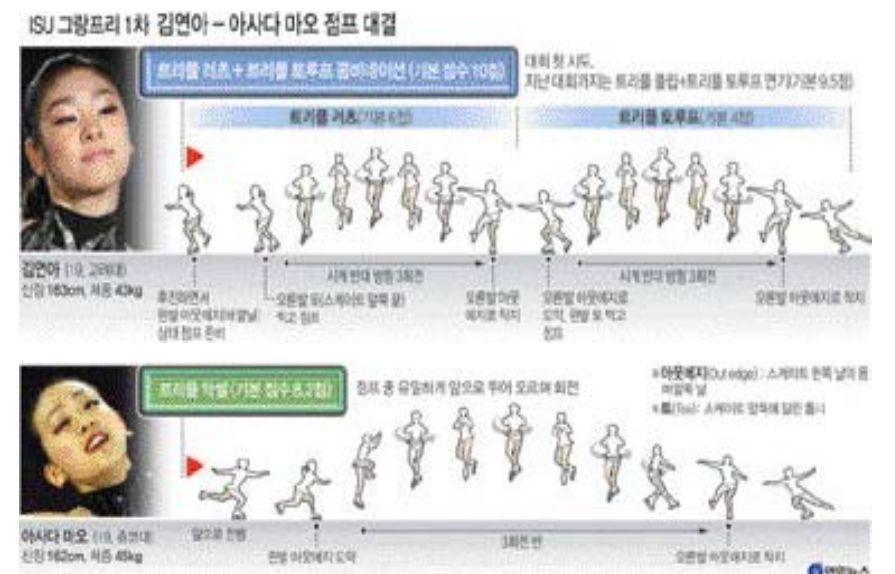 ISU 그랑프리 1차 김연아 – 아사다 마오 점프 대결
트리플 러츠 + 트리플 토루프 콤비네이션 (기본 점수 10점)
대회 첫 시도,
지난 대회까지는 트리플 플립+트리플 토루프 연기(기본 9.5점)
트리플 러츠(기본 6점)
트리플 토루프(기본 4점)
김연아 (19, 고려대)
신장 163cm, 체중 43kg
시계 반대 방향 3회전
시계 반대 방향 3회전
후진하면서
왼발 아웃에지(바깥날)
상태 점프 준비
오른발 토(스케이트 앞쪽 끝)
찍고 점프
오른발 아웃
에지로 착지
오른발 아웃에지로
도약, 왼발 토 찍고
점프
오른발 아웃에지로 착지
트리플 악셀 (기본 점수 8.2점)
점프 중 유일하게 앞으로 뛰어 오르며 회전
※아웃에지(Out edge) : 스케이트 한쪽 날의 몸
바깥쪽 날
※토(Toe) : 스케이트 앞쪽에 달린 톱니
아사다 마오 (19, 츄쿄대)
신장 162cm, 체중 45kg
앞으로 진행
왼발 아웃에지 도약
3회전 반
오른발 아웃에지로 착지
연합뉴스